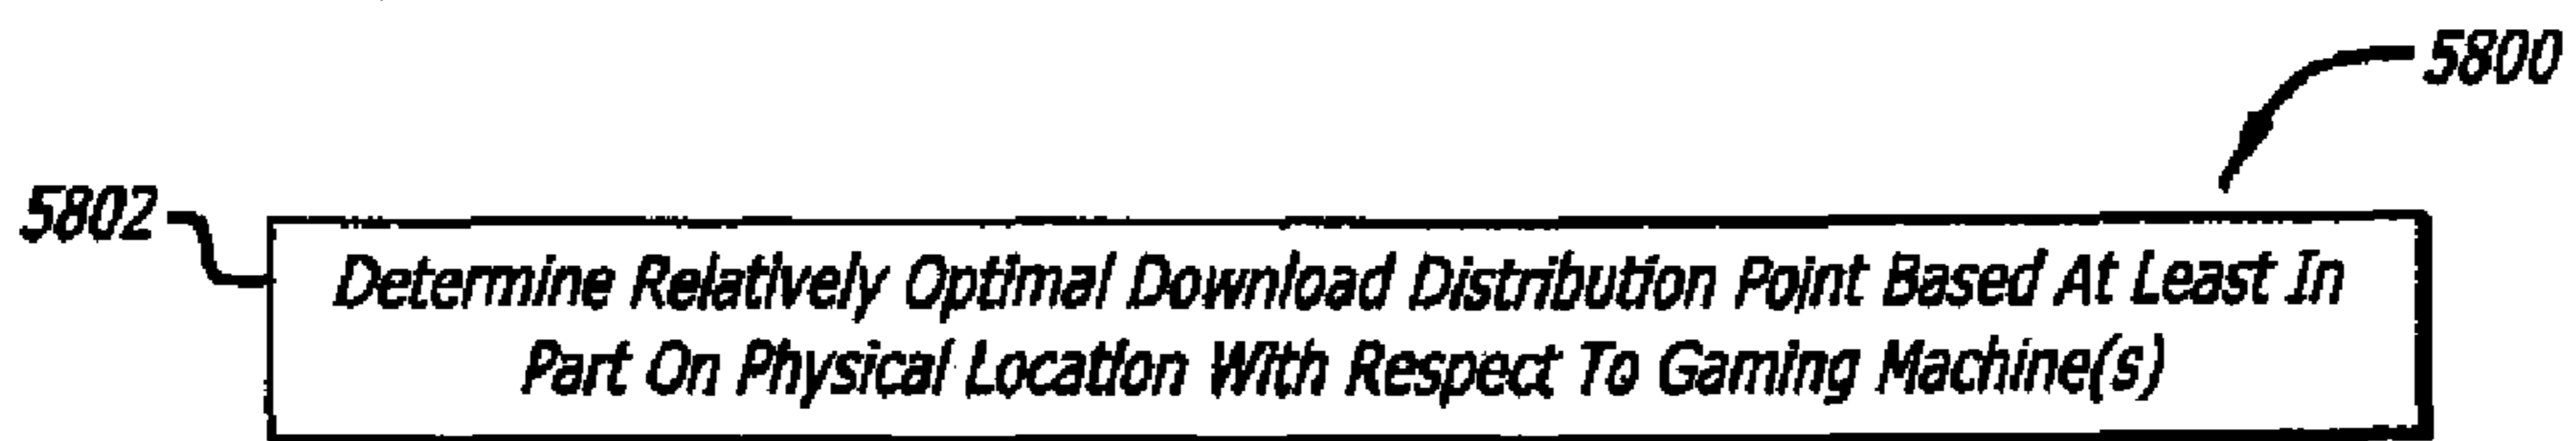 5800
5802
Determine Relatively Optimal Download Distribution Point Based At Least In
Part On Physical Location With Respect To Gaming Machine(s)